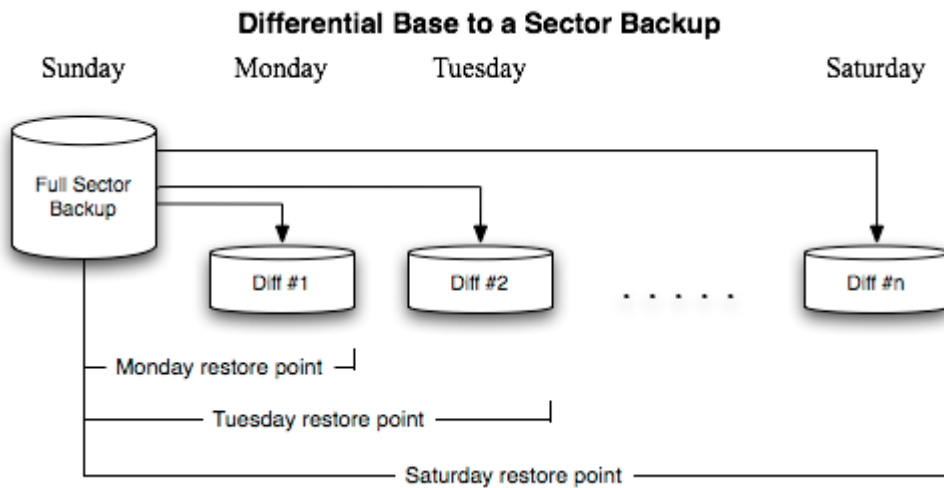 Differential Base to a Sector Backup
Sunday Monday Tuesday Saturday
Full Sector
Backup
Diff #1 Diff #2 . . . . . Diff #n
Monday restore point
Tuesday restore point
Saturday restore point